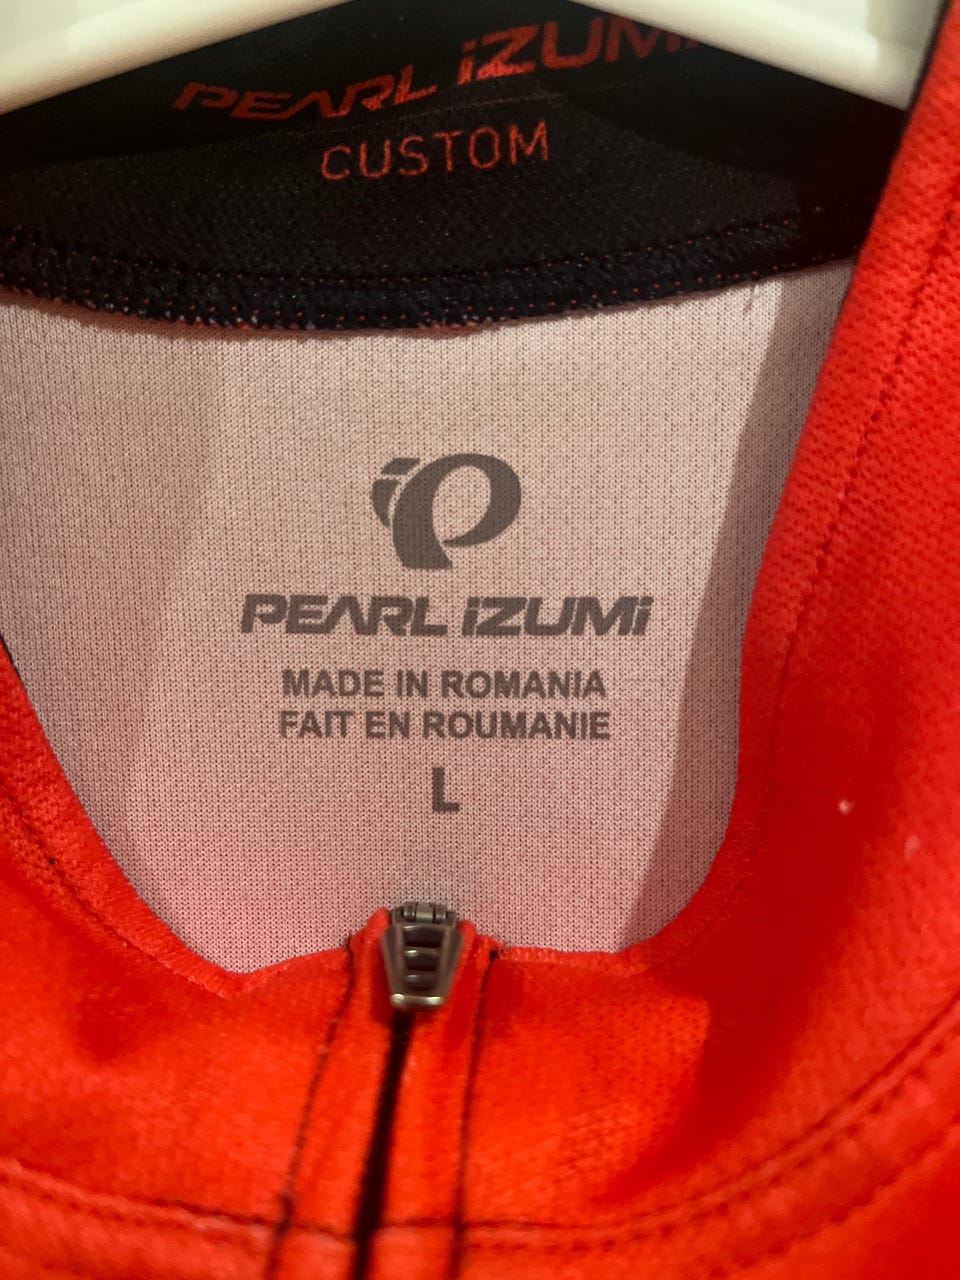 PEARL iZUMi
CUSTOM
PEARL iZUMi
MADE IN ROMANIA
FAIT EN ROUMANIE
L